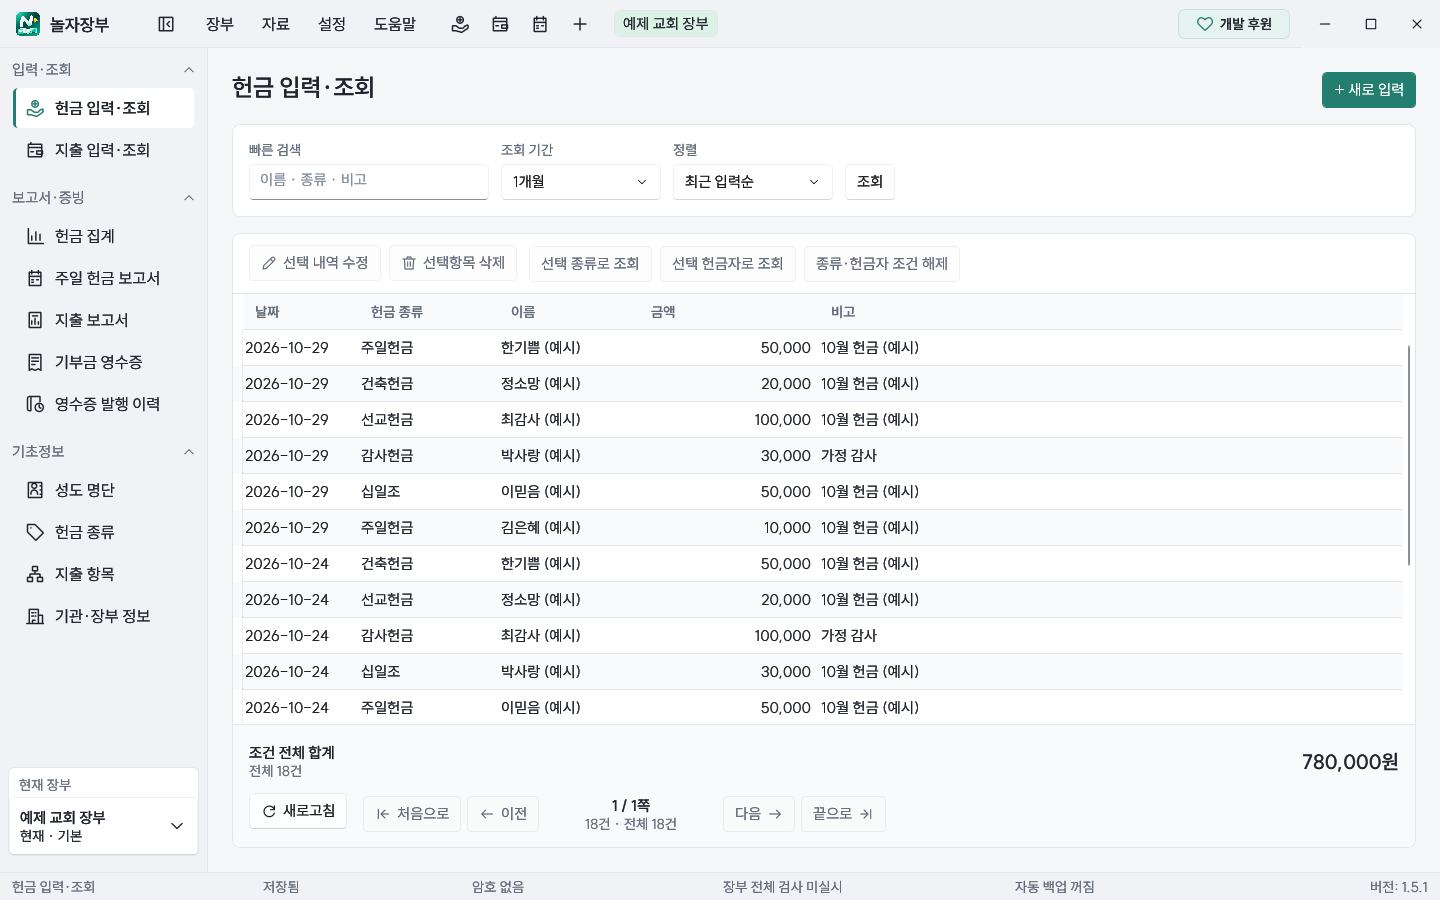 놀자장부
장부 자료 설정 도움말
예제 교회 장부
개발 후원
입력·조회
헌금 입력·조회
지출 입력·조회
보고서·증빙
헌금 집계
주일 헌금 보고서
지출 보고서
기부금 영수증
영수증 발행 이력
기초정보
성도 명단
헌금 종류
지출 항목
기관·장부 정보
현재 장부
예제 교회 장부
현재 · 기본
헌금 입력·조회
+ 새로 입력
빠른 검색 조회 기간 정렬
이름 · 종류 · 비고 1개월 최근 입력순 조회
선택 내역 수정 선택항목 삭제 선택 종류로 조회 선택 헌금자로 조회 종류·헌금자 조건 해제
날짜 헌금 종류 이름 금액 비고
2026-10-29 주일헌금 한기쁨 (예시) 50,000 10월 헌금 (예시)
2026-10-29 건축헌금 정소망 (예시) 20,000 10월 헌금 (예시)
2026-10-29 선교헌금 최감사 (예시) 100,000 10월 헌금 (예시)
2026-10-29 감사헌금 박사랑 (예시) 30,000 가정 감사
2026-10-29 십일조 이믿음 (예시) 50,000 10월 헌금 (예시)
2026-10-29 주일헌금 김은혜 (예시) 10,000 10월 헌금 (예시)
2026-10-24 건축헌금 한기쁨 (예시) 50,000 10월 헌금 (예시)
2026-10-24 선교헌금 정소망 (예시) 20,000 10월 헌금 (예시)
2026-10-24 감사헌금 최감사 (예시) 100,000 가정 감사
2026-10-24 십일조 박사랑 (예시) 30,000 10월 헌금 (예시)
2026-10-24 주일헌금 이믿음 (예시) 50,000 10월 헌금 (예시)
조건 전체 합계
전체 18건
780,000원
새로고침 처음으로 이전
1 / 1쪽
18건 · 전체 18건
다음 끝으로
헌금 입력·조회 저장됨 암호 없음 장부 전체 검사 미실시 자동 백업 꺼짐 버전: 1.5.1